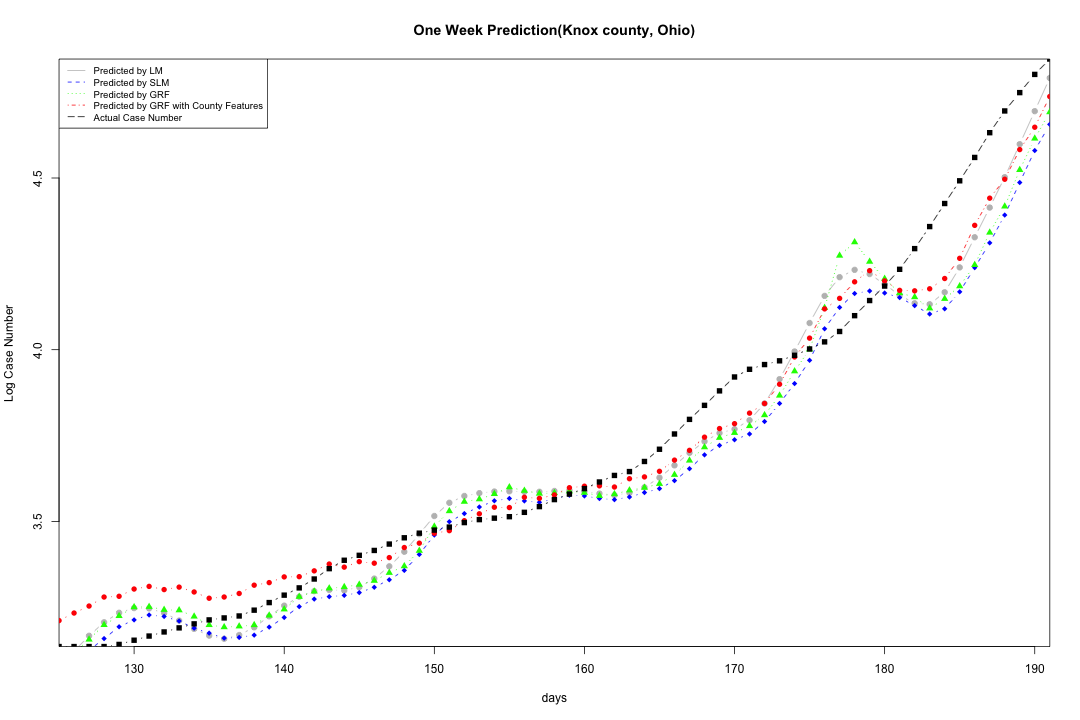 One Week Prediction(Knox county, Ohio)
Predicted by LM
Predicted by SLM
Predicted by GRF
Predicted by GRF with County Features
Actual Case Number
4.5
4.0
3.5
Log Case Number
130 140 150 160 170 180 190
days